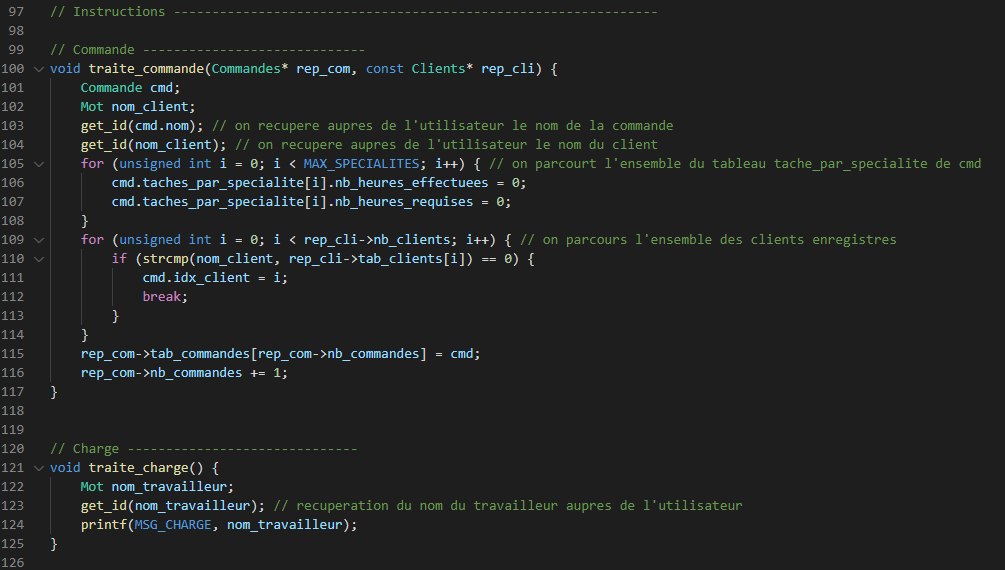 97 // Instructions ---------------------------------------------------------------
98
99 // Commande -----------------------------
100 void traite_commande(Commandes* rep_com, const Clients* rep_cli) {
101 Commande cmd;
102 Mot nom_client;
103 get_id(cmd.nom); // on recupere aupres de l'utilisateur le nom de la commande
104 get_id(nom_client); // on recupere aupres de l'utilisateur le nom du client
105 for (unsigned int i = 0; i < MAX_SPECIALITES; i++) { // on parcourt l'ensemble du tableau tache_par_specialite de cmd
106 cmd.taches_par_specialite[i].nb_heures_effectuees = 0;
107 cmd.taches_par_specialite[i].nb_heures_requises = 0;
108 }
109 for (unsigned int i = 0; i < rep_cli->nb_clients; i++) { // on parcours l'ensemble des clients enregistres
110 if (strcmp(nom_client, rep_cli->tab_clients[i]) == 0) {
111 cmd.idx_client = i;
112 break;
113 }
114 }
115 rep_com->tab_commandes[rep_com->nb_commandes] = cmd;
116 rep_com->nb_commandes += 1;
117 }
118
119
120 // Charge ------------------------------
121 void traite_charge() {
122 Mot nom_travailleur;
123 get_id(nom_travailleur); // recuperation du nom du travailleur aupres de l'utilisateur
124 printf(MSG_CHARGE, nom_travailleur);
125 }
126